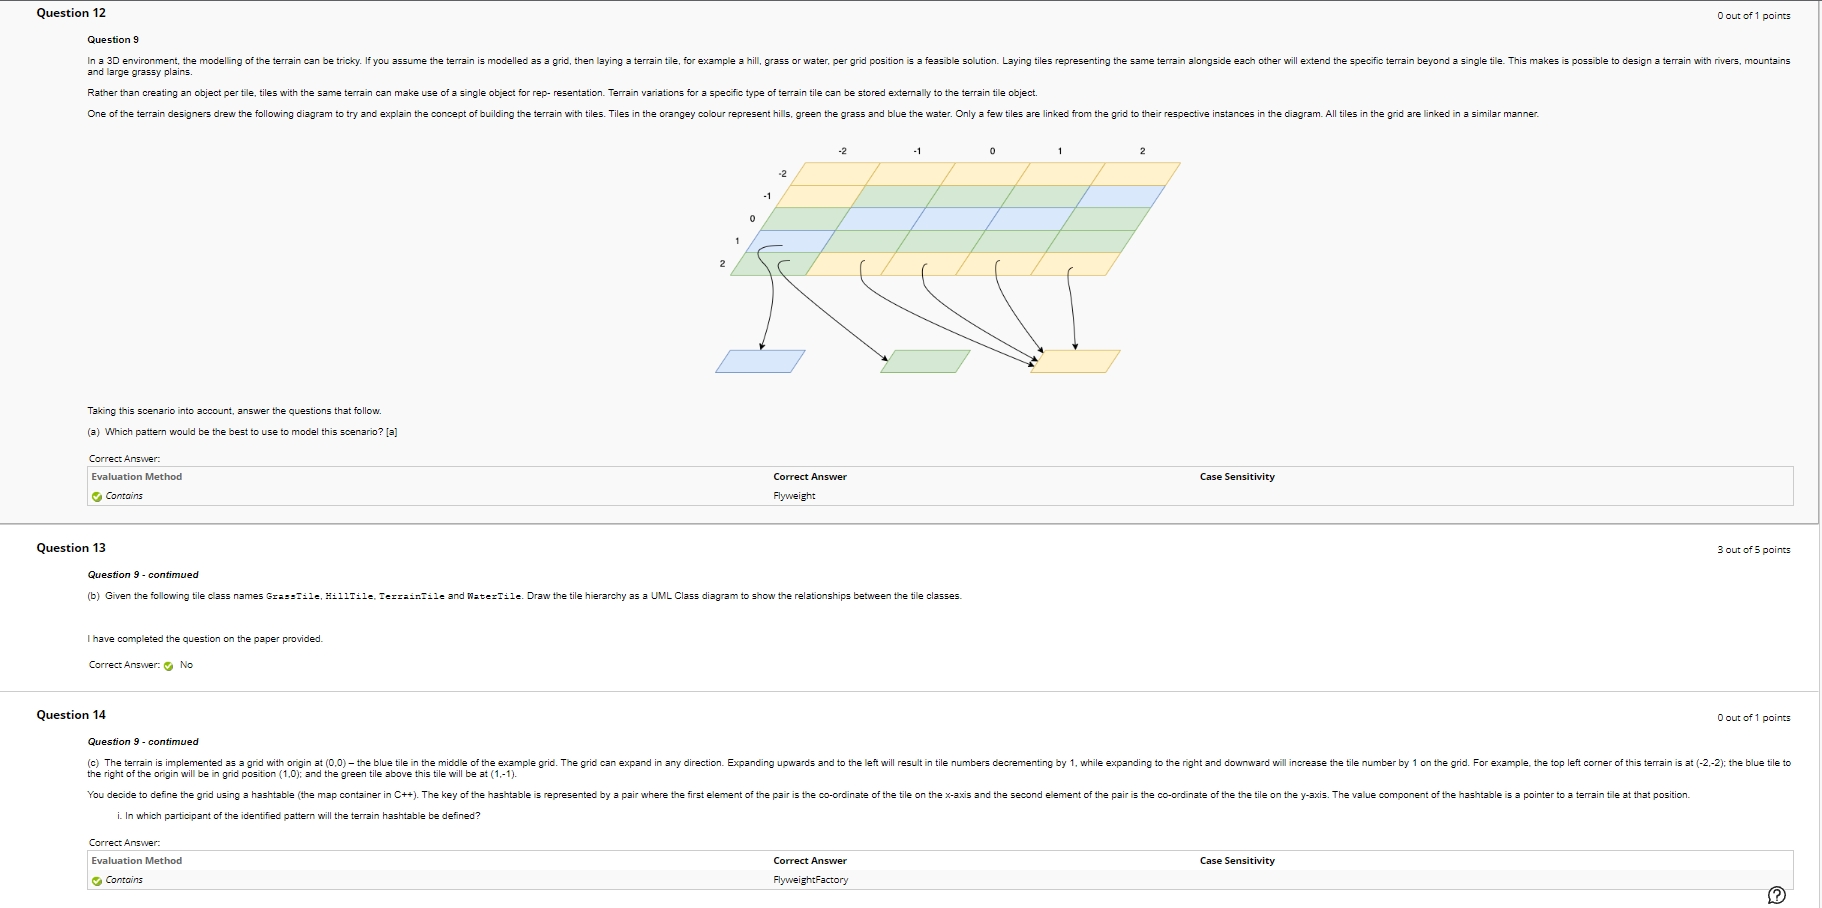 Question 12
0 out of 1 points
Question 9
In a 3D environment, the modelling of the terrain can be tricky. If you assume the terrain is modelled as a grid, then laying a terrain tile, for example a hill, grass or water, per grid position is a feasible solution. Laying tiles representing the same terrain alongside each other will extend the specific terrain beyond a single tile. This makes is possible to design a terrain with rivers, mountains
and large grassy plains.
Rather than creating an object per tile, tiles with the same terrain can make use of a single object for rep- resentation. Terrain variations for a specific type of terrain tile can be stored externally to the terrain tile object.
One of the terrain designers drew the following diagram to try and explain the concept of building the terrain with tiles. Tiles in the orangey colour represent hills, green the grass and blue the water. Only a few tiles are linked from the grid to their respective instances in the diagram. All tiles in the grid are linked in a similar manner.
-2 -1 0 1 2
-2
-1
0
1
2
Taking this scenario into account, answer the questions that follow.
(a) Which pattern would be the best to use to model this scenario? [a]
Correct Answer:
Evaluation Method Correct Answer Case Sensitivity
Contains Flyweight
Question 13
3 out of 5 points
Question 9 - continued
(b) Given the following tile class names GrassTile, HillTile, TerrainTile and WaterTile. Draw the tile hierarchy as a UML Class diagram to show the relationships between the tile classes.
I have completed the question on the paper provided.
Correct Answer: No
Question 14
0 out of 1 points
Question 9 - continued
(c) The terrain is implemented as a grid with origin at (0,0) – the blue tile in the middle of the example grid. The grid can expand in any direction. Expanding upwards and to the left will result in tile numbers decrementing by 1, while expanding to the right and downward will increase the tile number by 1 on the grid. For example, the top left corner of this terrain is at (-2,-2); the blue tile to
the right of the origin will be in grid position (1,0); and the green tile above this tile will be at (1,-1).
You decide to define the grid using a hashtable (the map container in C++). The key of the hashtable is represented by a pair where the first element of the pair is the co-ordinate of the tile on the x-axis and the second element of the pair is the co-ordinate of the the tile on the y-axis. The value component of the hashtable is a pointer to a terrain tile at that position.
i. In which participant of the identified pattern will the terrain hashtable be defined?
Correct Answer:
Evaluation Method Correct Answer Case Sensitivity
Contains FlyweightFactory